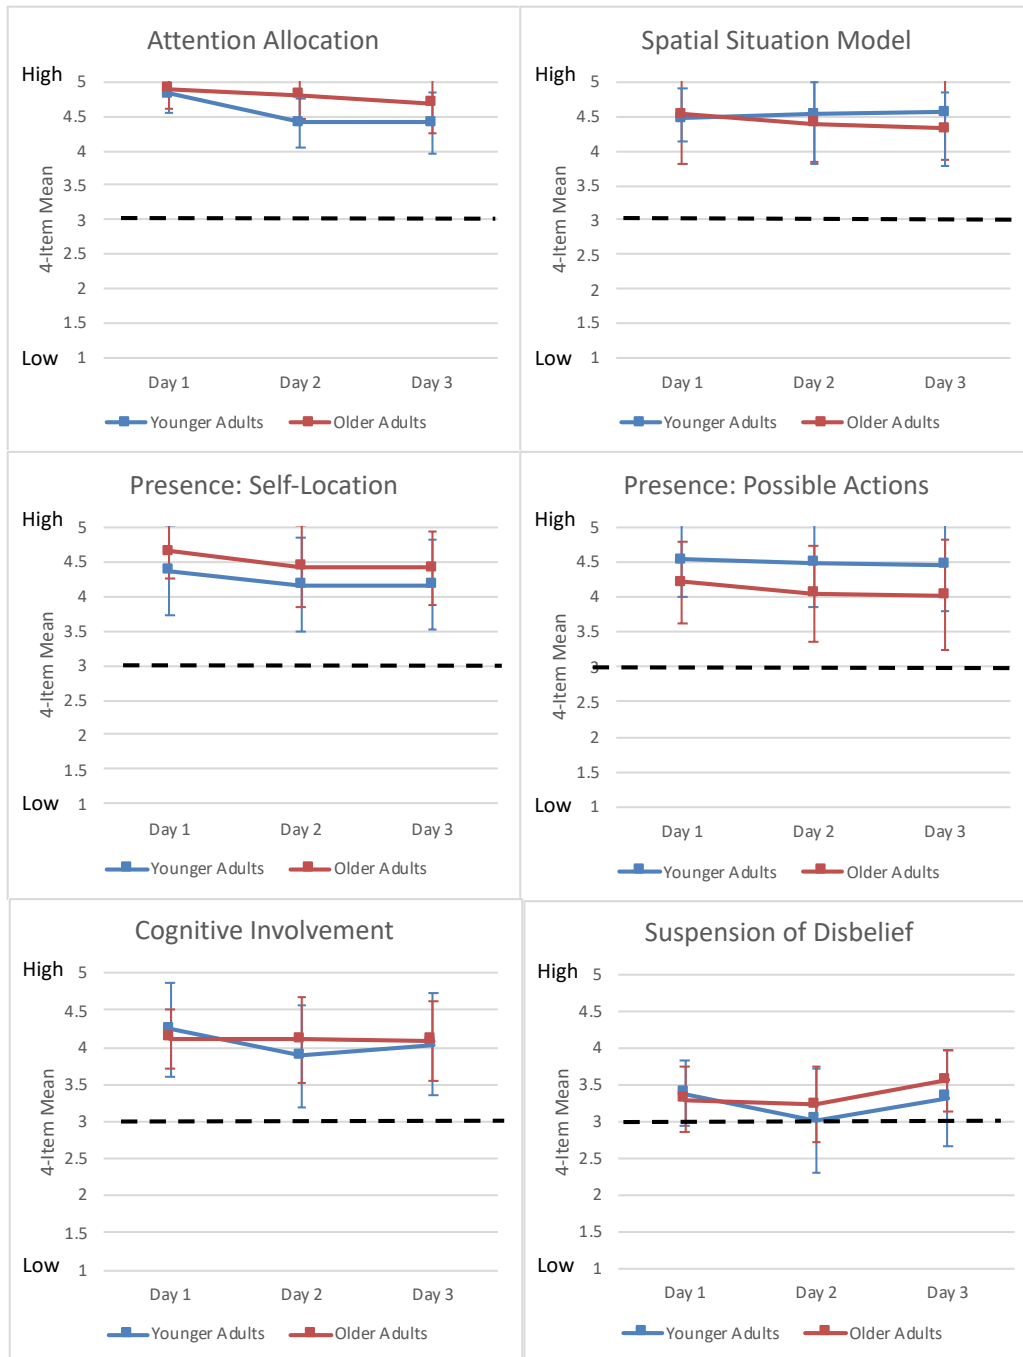 Attention Allocation
High
5
4.5
4
3.5
3
2.5
2
1.5
Low
1
4-Item Mean
Day 1 Day 2 Day 3
Younger Adults Older Adults
Spatial Situation Model
High
5
4.5
4
3.5
3
2.5
2
1.5
Low
1
4-Item Mean
Day 1 Day 2 Day 3
Younger Adults Older Adults
Presence: Self-Location
High
5
4.5
4
3.5
3
2.5
2
1.5
Low
1
4-Item Mean
Day 1 Day 2 Day 3
Younger Adults Older Adults
Presence: Possible Actions
High
5
4.5
4
3.5
3
2.5
2
1.5
Low
1
4-Item Mean
Day 1 Day 2 Day 3
Younger Adults Older Adults
Cognitive Involvement
High
5
4.5
4
3.5
3
2.5
2
1.5
Low
1
4-Item Mean
Day 1 Day 2 Day 3
Younger Adults Older Adults
Suspension of Disbelief
High
5
4.5
4
3.5
3
2.5
2
1.5
Low
1
4-Item Mean
Day 1 Day 2 Day 3
Younger Adults Older Adults